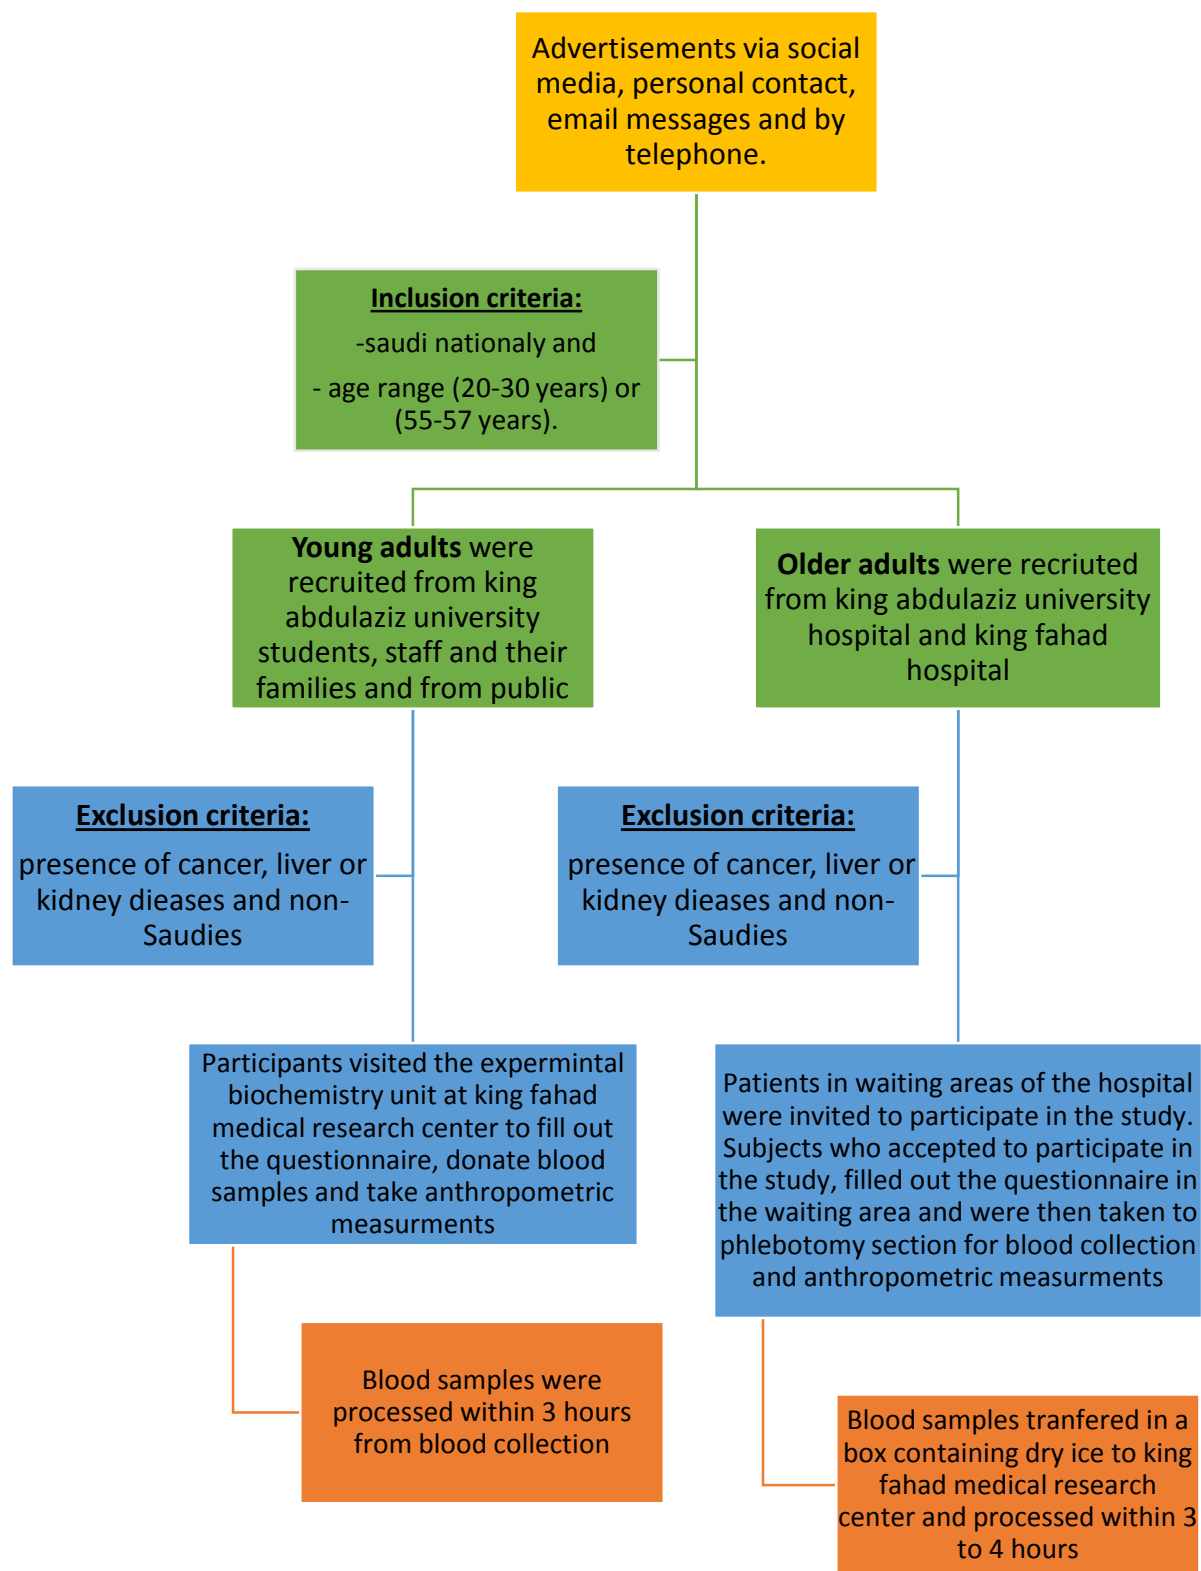 Advertisements via social
media, personal contact,
email messages and by
telephone.
Inclusion criteria:
-saudi nationaly and
- age range (20-30 years) or
(55-57 years).
Young adults were
recruited from king
abdulaziz university
students, staff and their
families and from public
Older adults were recriuted
from king abdulaziz university
hospital and king fahad
hospital
Exclusion criteria:
presence of cancer, liver or
kidney dieases and non-
Saudies
Exclusion criteria:
presence of cancer, liver or
kidney dieases and non-
Saudies
Participants visited the expermintal
biochemistry unit at king fahad
medical research center to fill out
the questionnaire, donate blood
samples and take anthropometric
measurments
Patients in waiting areas of the hospital
were invited to participate in the study.
Subjects who accepted to participate in
the study, filled out the questionnaire in
the waiting area and were then taken to
phlebotomy section for blood collection
and anthropometric measurments
Blood samples were
processed within 3 hours
from blood collection
Blood samples tranfered in a
box containing dry ice to king
fahad medical research
center and processed within 3
to 4 hours